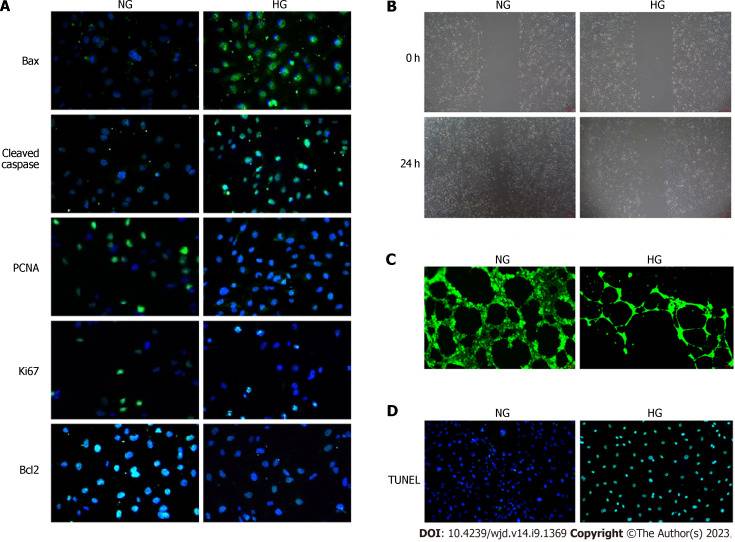 A
NG HG
Bax
Cleaved
caspase
PCNA
Ki67
Bcl2
B
NG HG
0 h
24 h
C
NG HG
D
NG HG
TUNEL
DOI: 10.4239/wjd.v14.i9.1369 Copyright ©The Author(s) 2023.